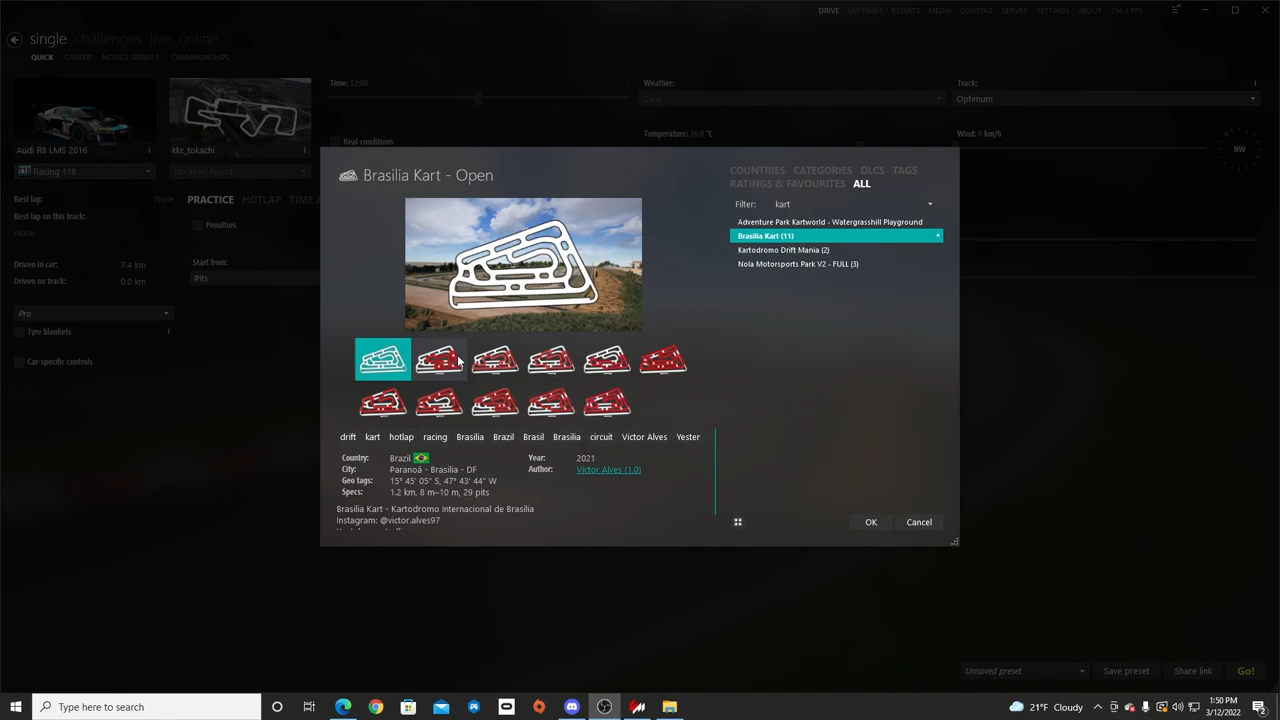 DRIVE LAP TIMES RESULTS MEDIA CONTENT SERVER SETTINGS ABOUT
single challenges live online
QUICK CAREER NOVICE SERIES 1 CHAMPIONSHIPS
Time: 12:00
Weather:
Clear
Track:
Optimum
Real conditions
Temperature: 26.0 °C
Wind: 0 km/h
NW
Audi R8 LMS 2016
kkc_tokachi
Racing 118
No skins found
Best lap: None
Best lap on this track:
None
PRACTICE HOTLAP
Penalties
Start from:
Pits
Driven in car: 7.4 km
Driven on track: 0.0 km
Pro
Tyre blankets
Car-specific controls
Brasilia Kart - Open
COUNTRIES CATEGORIES DLCS TAGS
RATINGS & FAVOURITES ALL
Filter: kart
Adventure Park Kartworld - Watergrasshill Playground
Brasilia Kart (11)
Kartodromo Drift Mania (2)
Nola Motorsports Park V2 - FULL (3)
drift kart hotlap racing Brasilia Brazil Brasil Brasilia circuit Victor Alves Yester
Country: Brazil
Year: 2021
City: Paranoá - Brasilia - DF
Author: Victor Alves (1.0)
Geo tags: 15° 45' 05" S, 47° 43' 44" W
Specs: 1.2 km, 8 m–10 m, 29 pits
Brasilia Kart - Kartodromo Internacional de Brasilia
Instagram: @victor.alves97
OK Cancel
Unsaved preset
Save preset
Share link
Go!
Type here to search
21°F Cloudy
1:50 PM
3/12/2022